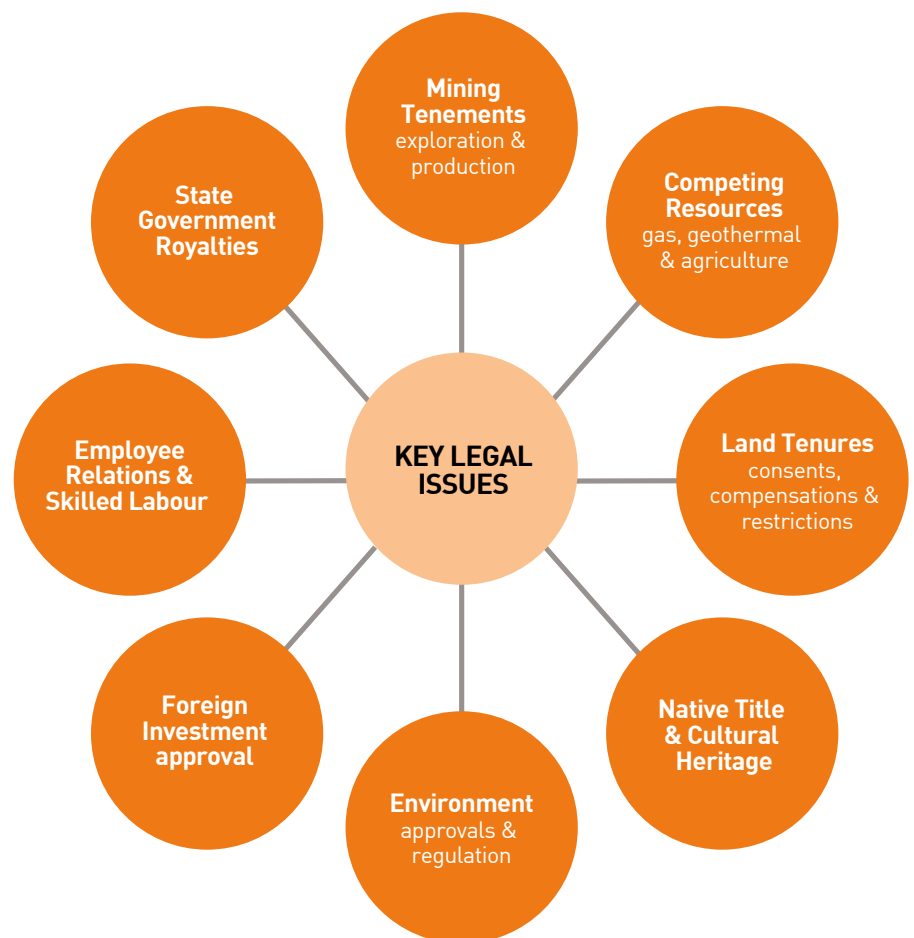 Mining
Tenements
exploration &
production
Competing
Resources
gas, geothermal
& agriculture
Land Tenures
consents,
compensations &
restrictions
Native Title
& Cultural
Heritage
Environment
approvals &
regulation
Foreign
Investment
approval
Employee
Relations &
Skilled Labour
State
Government
Royalties
KEY LEGAL
ISSUES